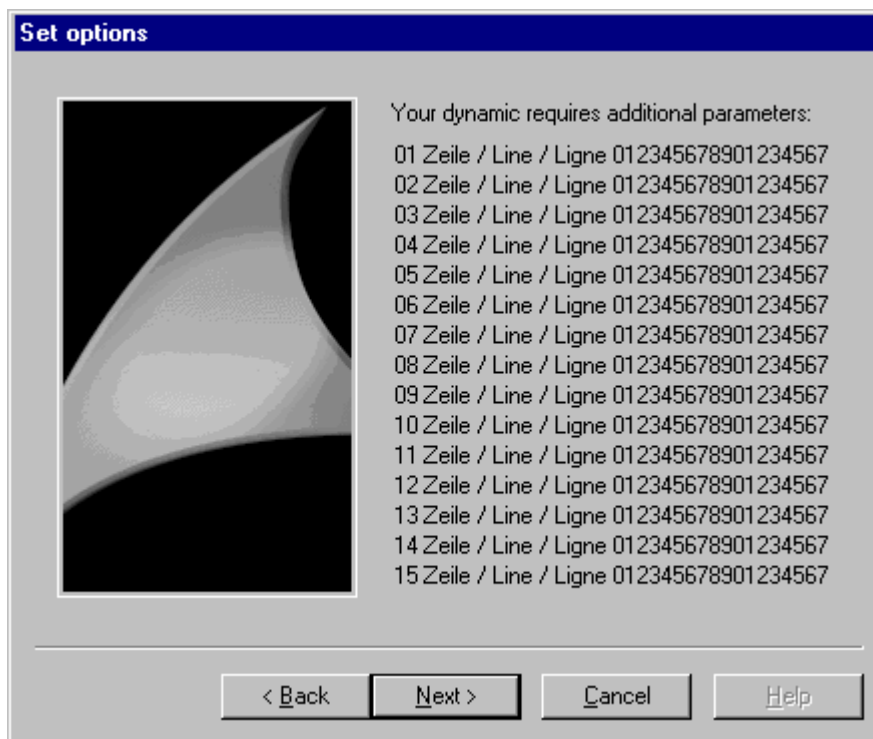 Set options
Your dynamic requires additional parameters:
01 Zeile / Line / Ligne 012345678901234567
02 Zeile / Line / Ligne 012345678901234567
03 Zeile / Line / Ligne 012345678901234567
04 Zeile / Line / Ligne 012345678901234567
05 Zeile / Line / Ligne 012345678901234567
06 Zeile / Line / Ligne 012345678901234567
07 Zeile / Line / Ligne 012345678901234567
08 Zeile / Line / Ligne 012345678901234567
09 Zeile / Line / Ligne 012345678901234567
10 Zeile / Line / Ligne 012345678901234567
11 Zeile / Line / Ligne 012345678901234567
12 Zeile / Line / Ligne 012345678901234567
13 Zeile / Line / Ligne 012345678901234567
14 Zeile / Line / Ligne 012345678901234567
15 Zeile / Line / Ligne 012345678901234567
< Back Next > Cancel Help